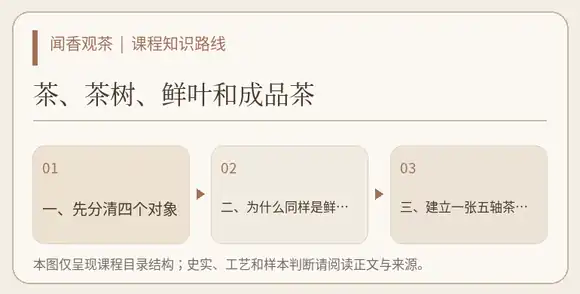 闻香观茶｜课程知识路线
茶、茶树、鲜叶和成品茶
01
一、先分清四个对象
02
二、为什么同样是鲜…
03
三、建立一张五轴茶…
本图仅呈现课程目录结构；史实、工艺和样本判断请阅读正文与来源。